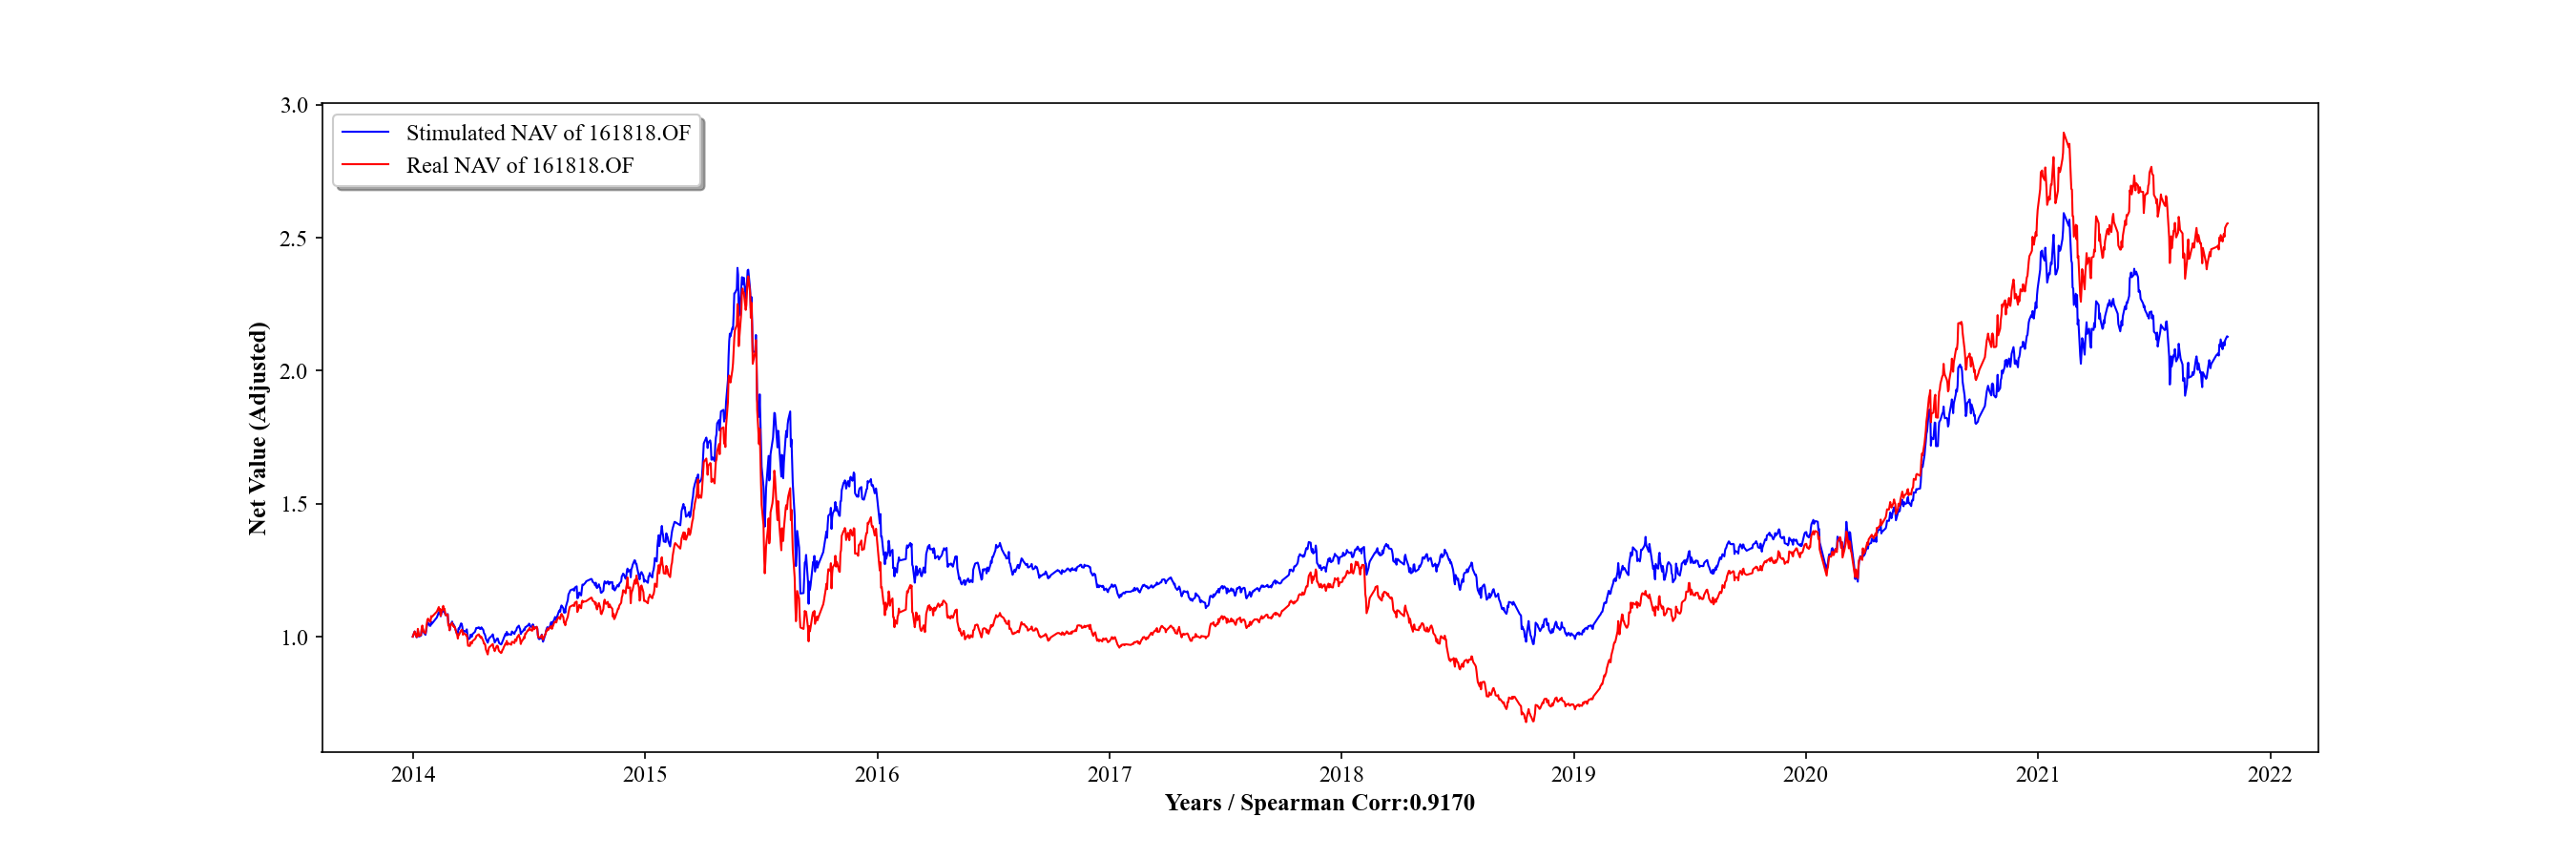 3.0
Stimulated NAV of 161818.OF
Real NAV of 161818.OF
2.5
2.0
1.5
1.0
Net Value (Adjusted)
2014 2015 2016 2017 2018 2019 2020 2021 2022
Years / Spearman Corr:0.9170